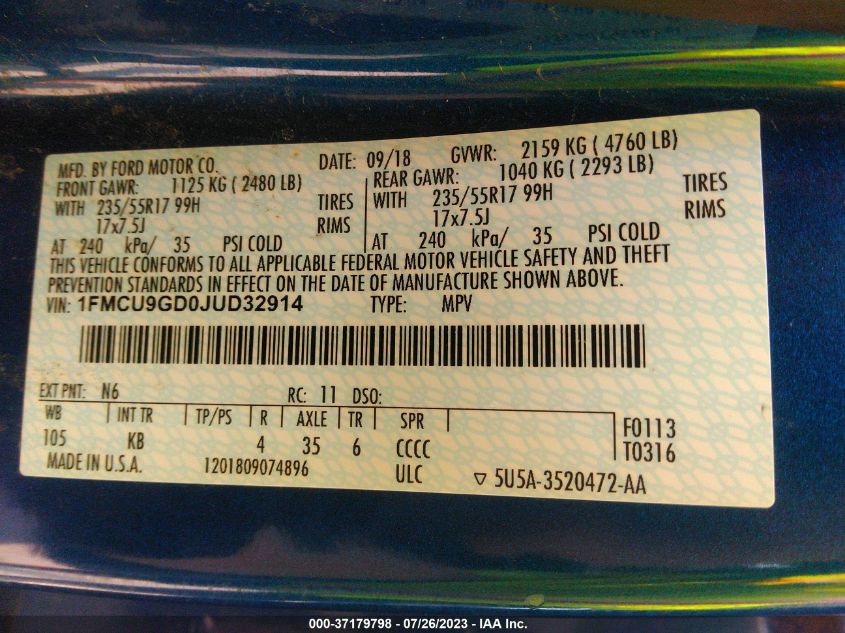 MFD. BY FORD MOTOR CO. DATE: 09/18 GVWR: 2159 KG ( 4760 LB)
FRONT GAWR: 1125 KG ( 2480 LB) REAR GAWR: 1040 KG ( 2293 LB)
WITH 235/55R17 99H TIRES WITH 235/55R17 99H TIRES
17x7.5J RIMS 17x7.5J RIMS
AT 240 kPa/ 35 PSI COLD AT 240 kPa/ 35 PSI COLD
THIS VEHICLE CONFORMS TO ALL APPLICABLE FEDERAL MOTOR VEHICLE SAFETY AND THEFT
PREVENTION STANDARDS IN EFFECT ON THE DATE OF MANUFACTURE SHOWN ABOVE.
VIN: 1FMCU9GD0JUD32914 TYPE: MPV
EXT PNT: N6 RC: 11 DSO:
WB INT TR TP/PS R AXLE TR SPR F0113
105 KB 4 35 6 CCCC T0316
MADE IN U.S.A. 1201809074896 ULC ▽ 5U5A-3520472-AA
000-37179798 - 07/26/2023 - IAA Inc.